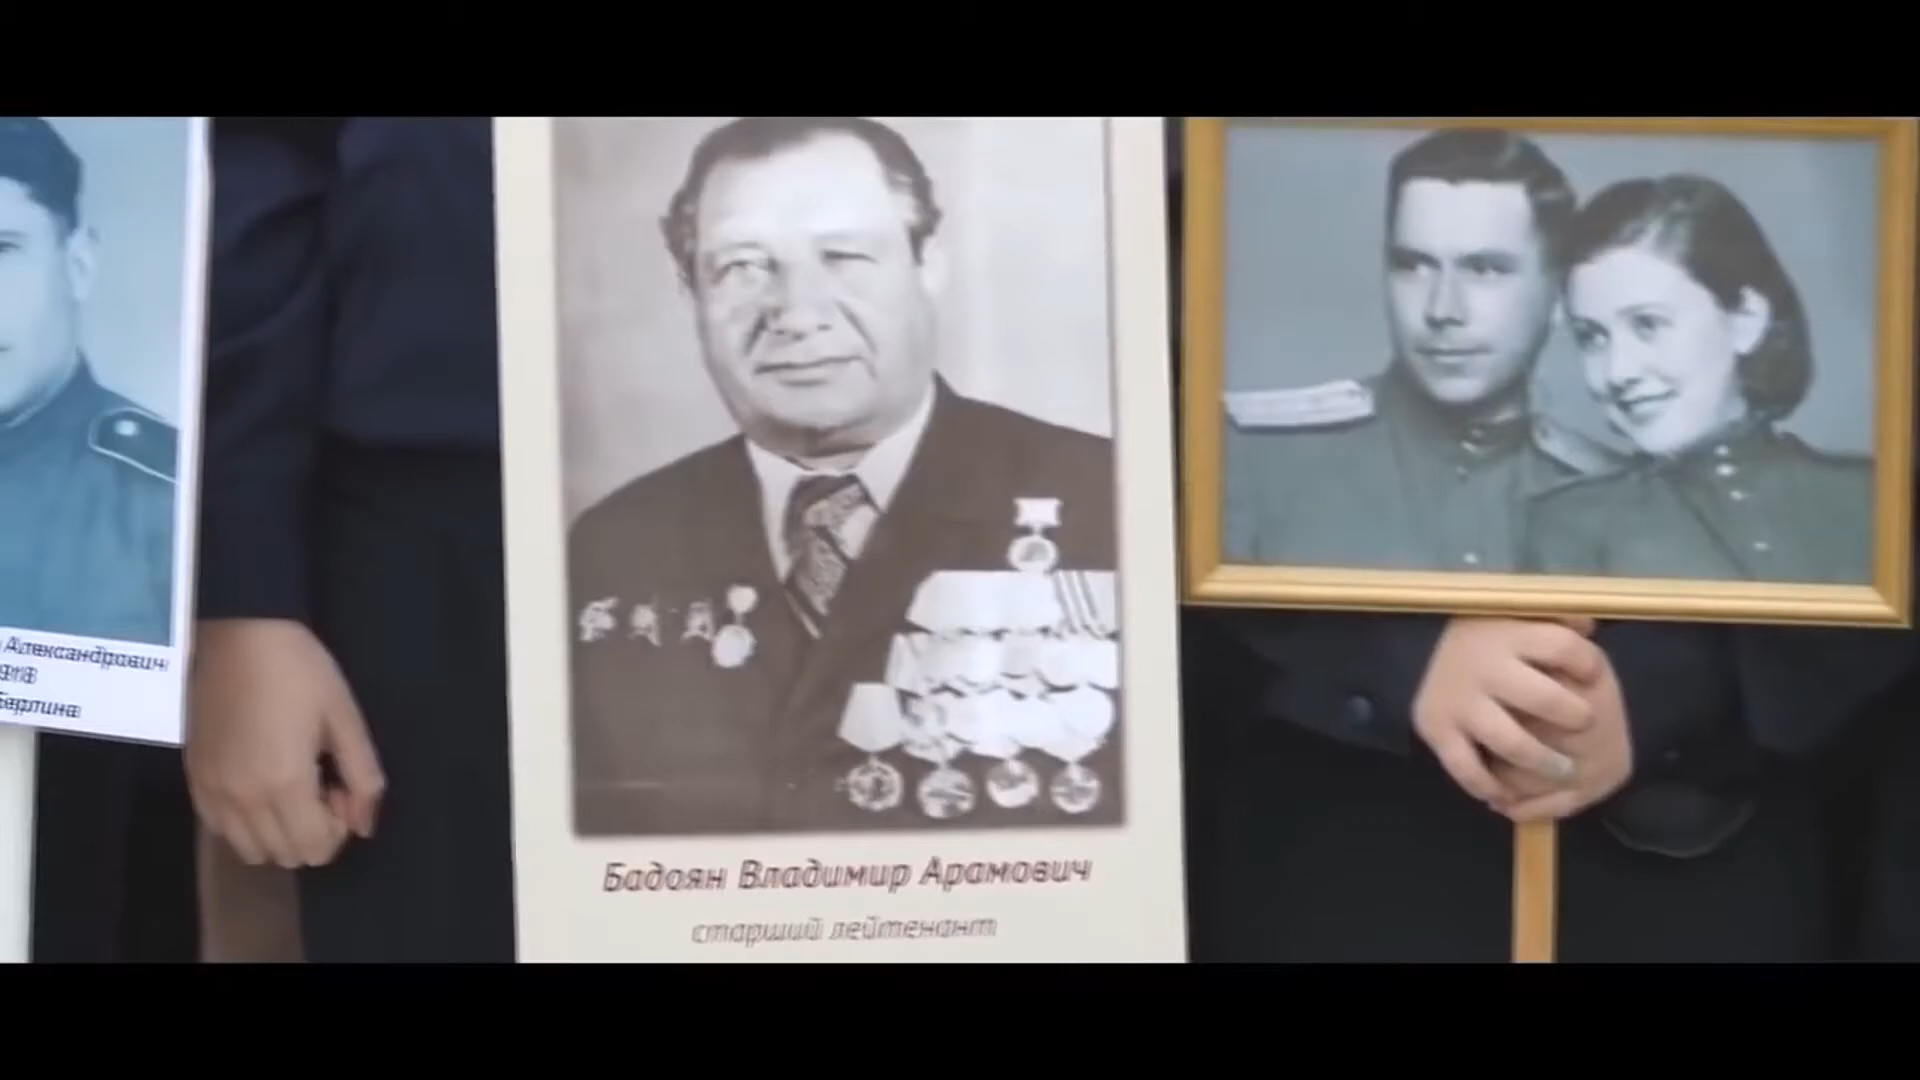 Александрович
Берлина
Бадоян Владимир Арамович
старший лейтенант